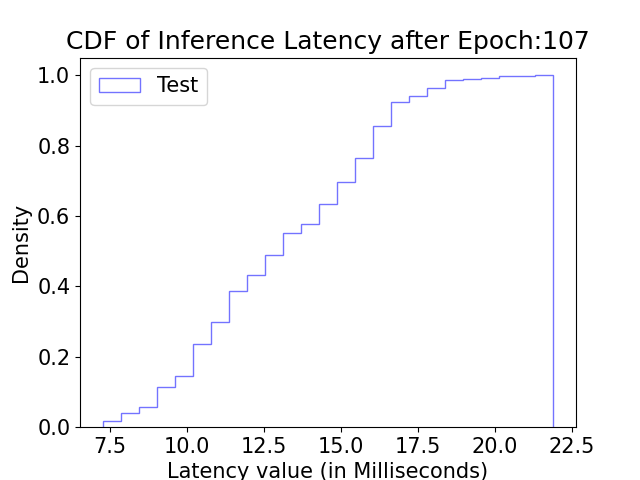 CDF of Inference Latency after Epoch:107
Test
Density
1.0
0.8
0.6
0.4
0.2
0.0
7.5 10.0 12.5 15.0 17.5 20.0 22.5
Latency value (in Milliseconds)